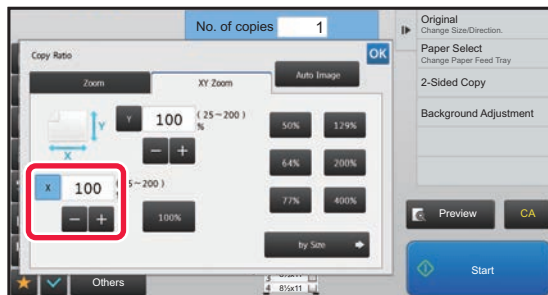 No. of copies 1
Copy Ratio
OK
Zoom
XY Zoom
Auto Image
Y 100 ( 25~200 )
%
X
Y
50% 129%
64% 200%
77% 400%
X 100 5~200 )
100%
by Size
Original
Change Size/Direction.
Paper Select
Change Paper Feed Tray
2-Sided Copy
Background Adjustment
Preview
CA
Start
Others
4 8½x11